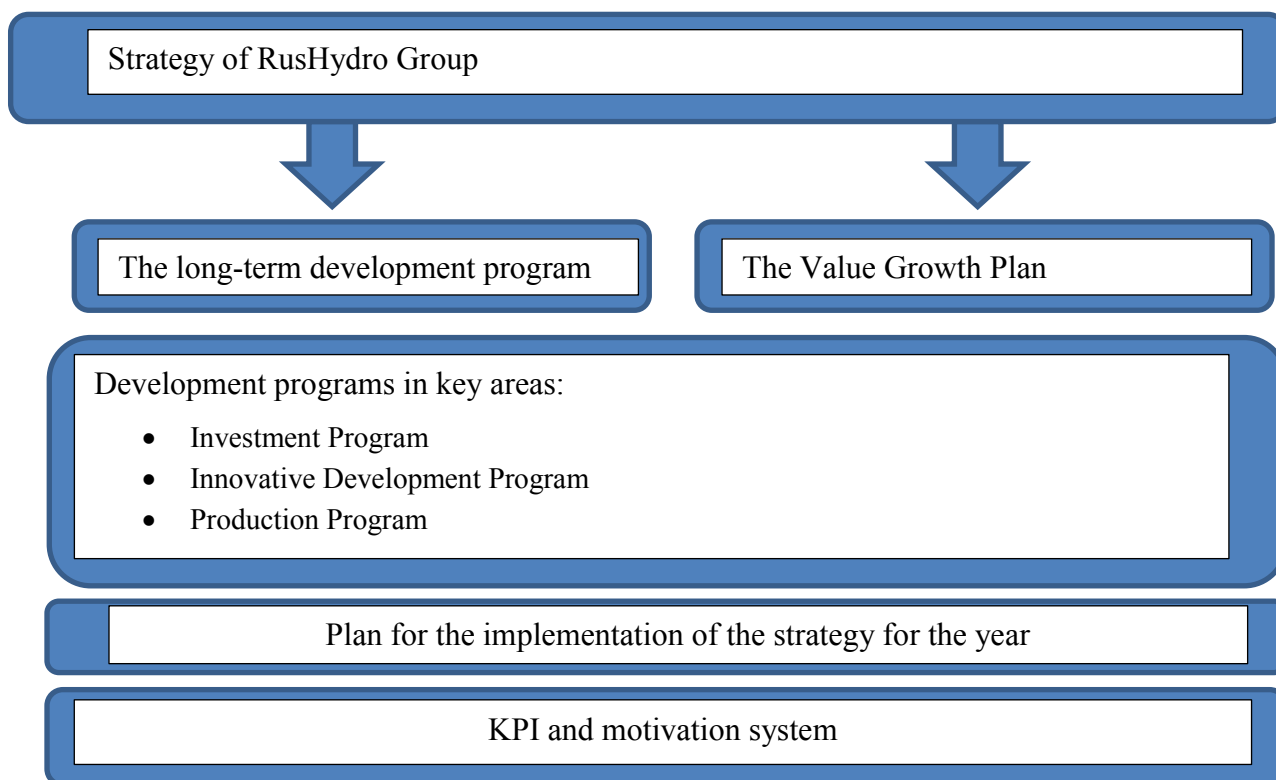 Strategy of RusHydro Group
The long-term development program
The Value Growth Plan
Development programs in key areas:
• Investment Program
• Innovative Development Program
• Production Program
Plan for the implementation of the strategy for the year
KPI and motivation system